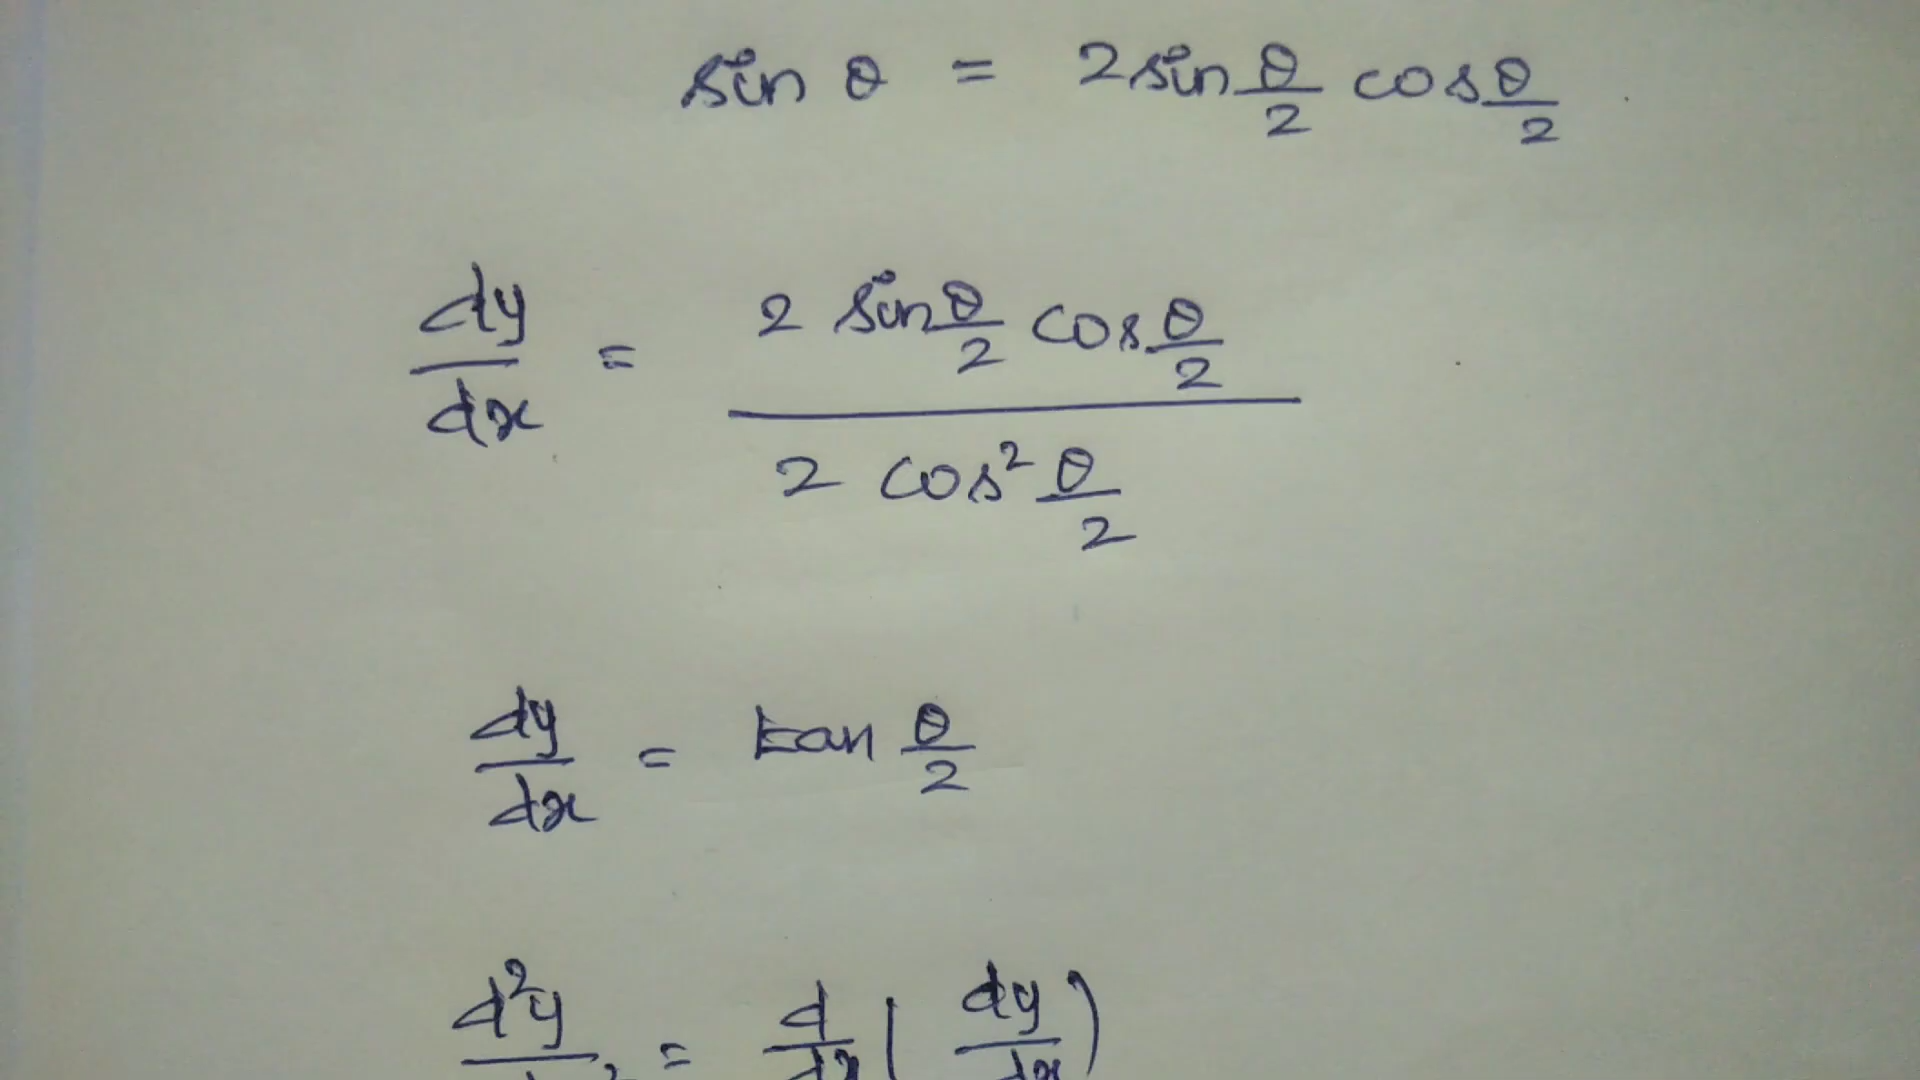 sin θ = 2 sin θ/2 cos θ/2
dy/dx = 2 sin θ/2 cos θ/2 / 2 cos² θ/2
dy/dx = tan θ/2
d²y/dx² = d/dx ( dy/dx )